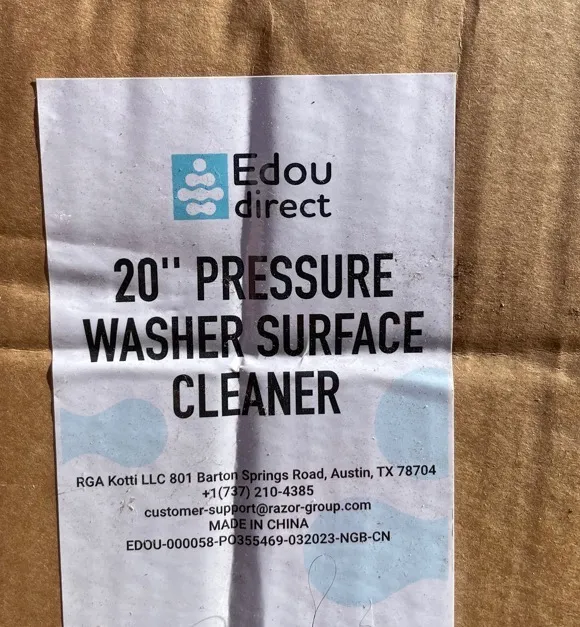 Edou
direct
20" PRESSURE
WASHER SURFACE
CLEANER
RGA Kotti LLC 801 Barton Springs Road, Austin, TX 78704
+1(737) 210-4385
customer-support@razor-group.com
MADE IN CHINA
EDOU-000058-PO355469-032023-NGB-CN